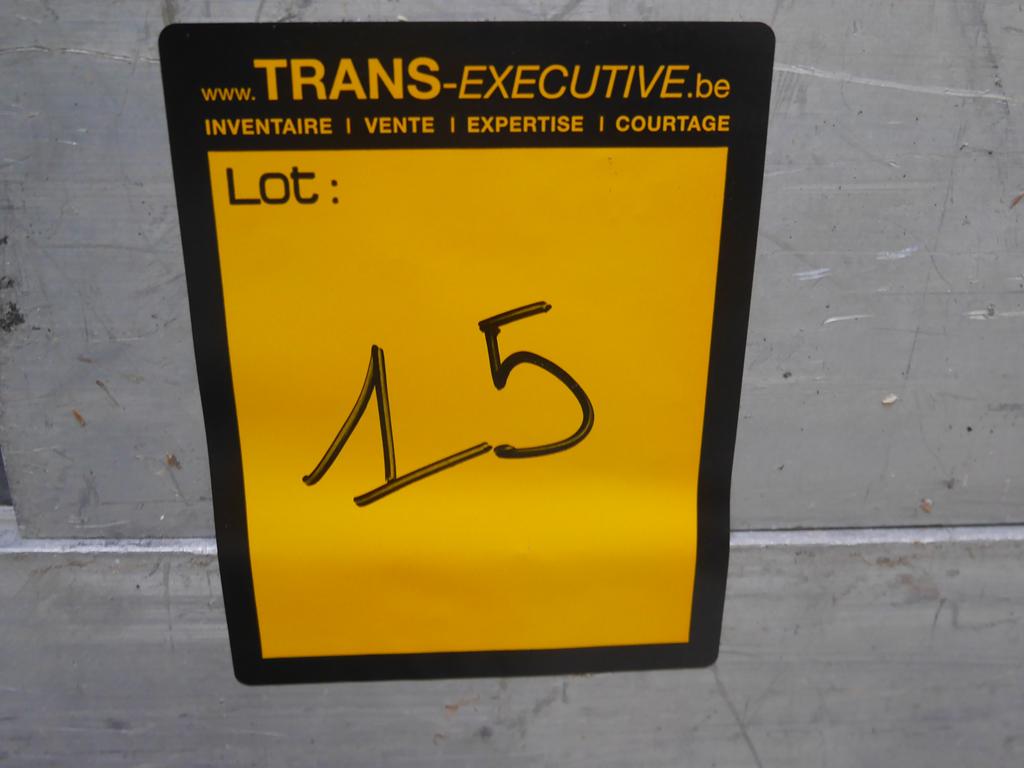 www.TRANS-EXECUTIVE.be
INVENTAIRE | VENTE | EXPERTISE | COURTAGE
Lot :
15